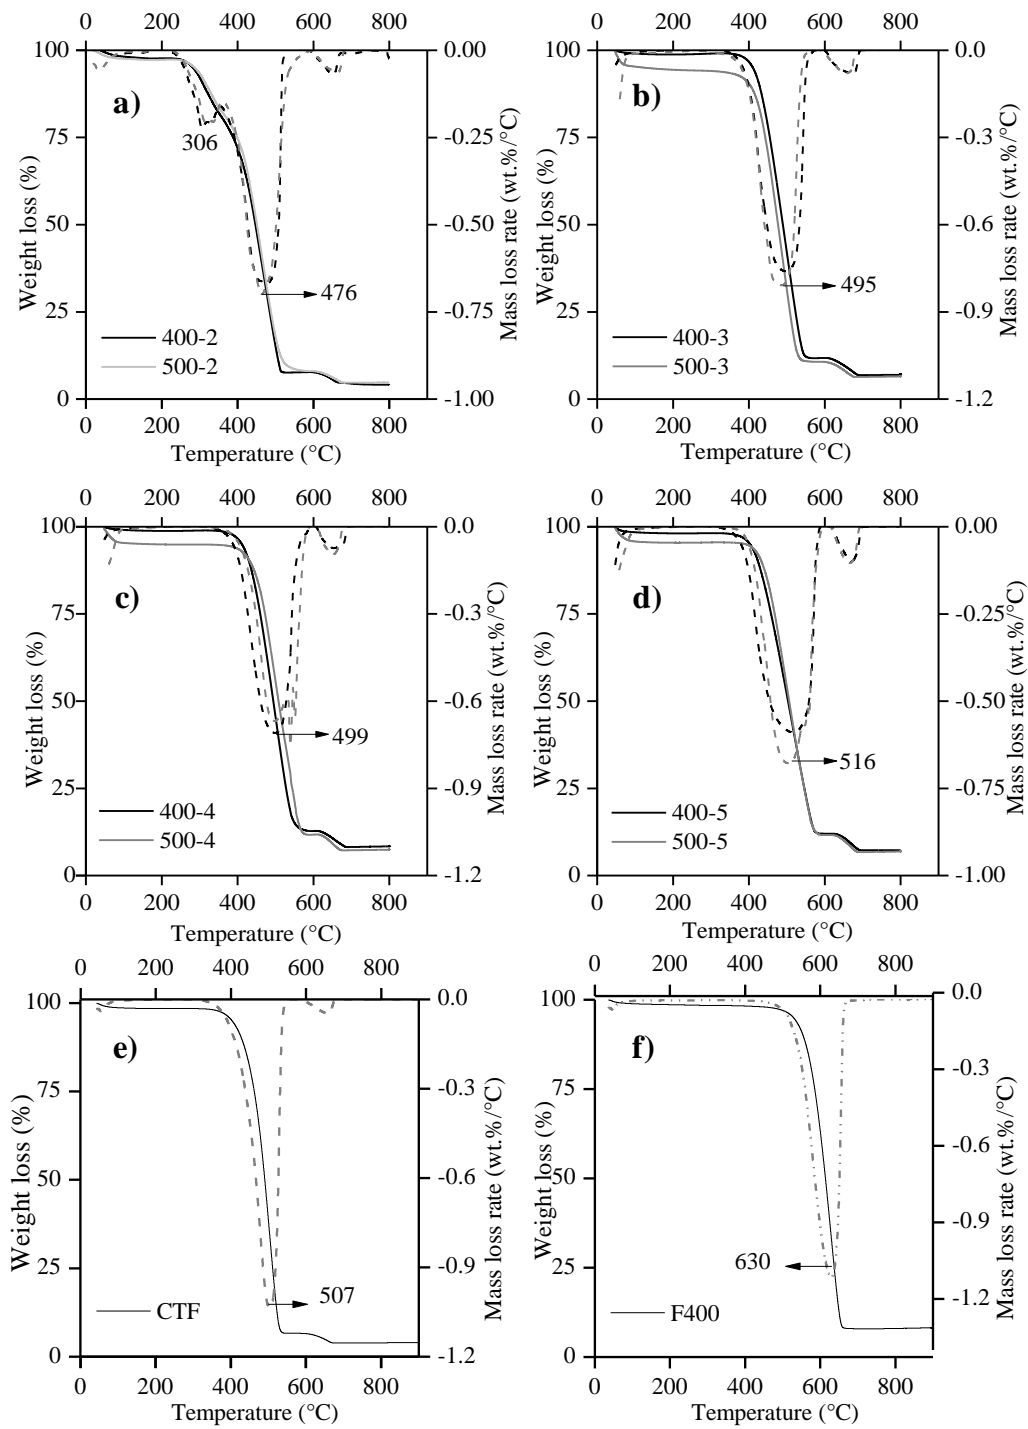 0 200 400 600 800
100 0.00
a)
75 -0.25
306
50 -0.50
476
25 -0.75
400-2
500-2
0 -1.00
0 200 400 600 800
Temperature (°C)
Weight loss (%)
Mass loss rate (wt.%/°C)
0 200 400 600 800
100 0.0
b)
75 -0.3
50 -0.6
495
25 -0.9
400-3
500-3
0 -1.2
0 200 400 600 800
Temperature (°C)
Weight loss (%)
Mass loss rate (wt.%/°C)
0 200 400 600 800
100 0.0
c)
75 -0.3
50 -0.6
499
25 -0.9
400-4
500-4
0 -1.2
0 200 400 600 800
Temperature (°C)
Weight loss (%)
Mass loss rate (wt.%/°C)
0 200 400 600 800
100 0.00
d)
75 -0.25
50 -0.50
516
25 -0.75
400-5
500-5
0 -1.00
0 200 400 600 800
Temperature (°C)
Weight loss (%)
Mass loss rate (wt.%/°C)
0 200 400 600 800
100 0.0
e)
75 -0.3
50 -0.6
25 -0.9
507
CTF
0 -1.2
0 200 400 600 800
Temperature (°C)
Weight loss (%)
Mass loss rate (wt.%/°C)
0 200 400 600 800
100 0.0
f)
75 -0.3
-0.6
50
-0.9
630
25 -1.2
F400
0
0 200 400 600 800
Temperature (°C)
Weight loss (%)
Mass loss rate (wt.%/°C)